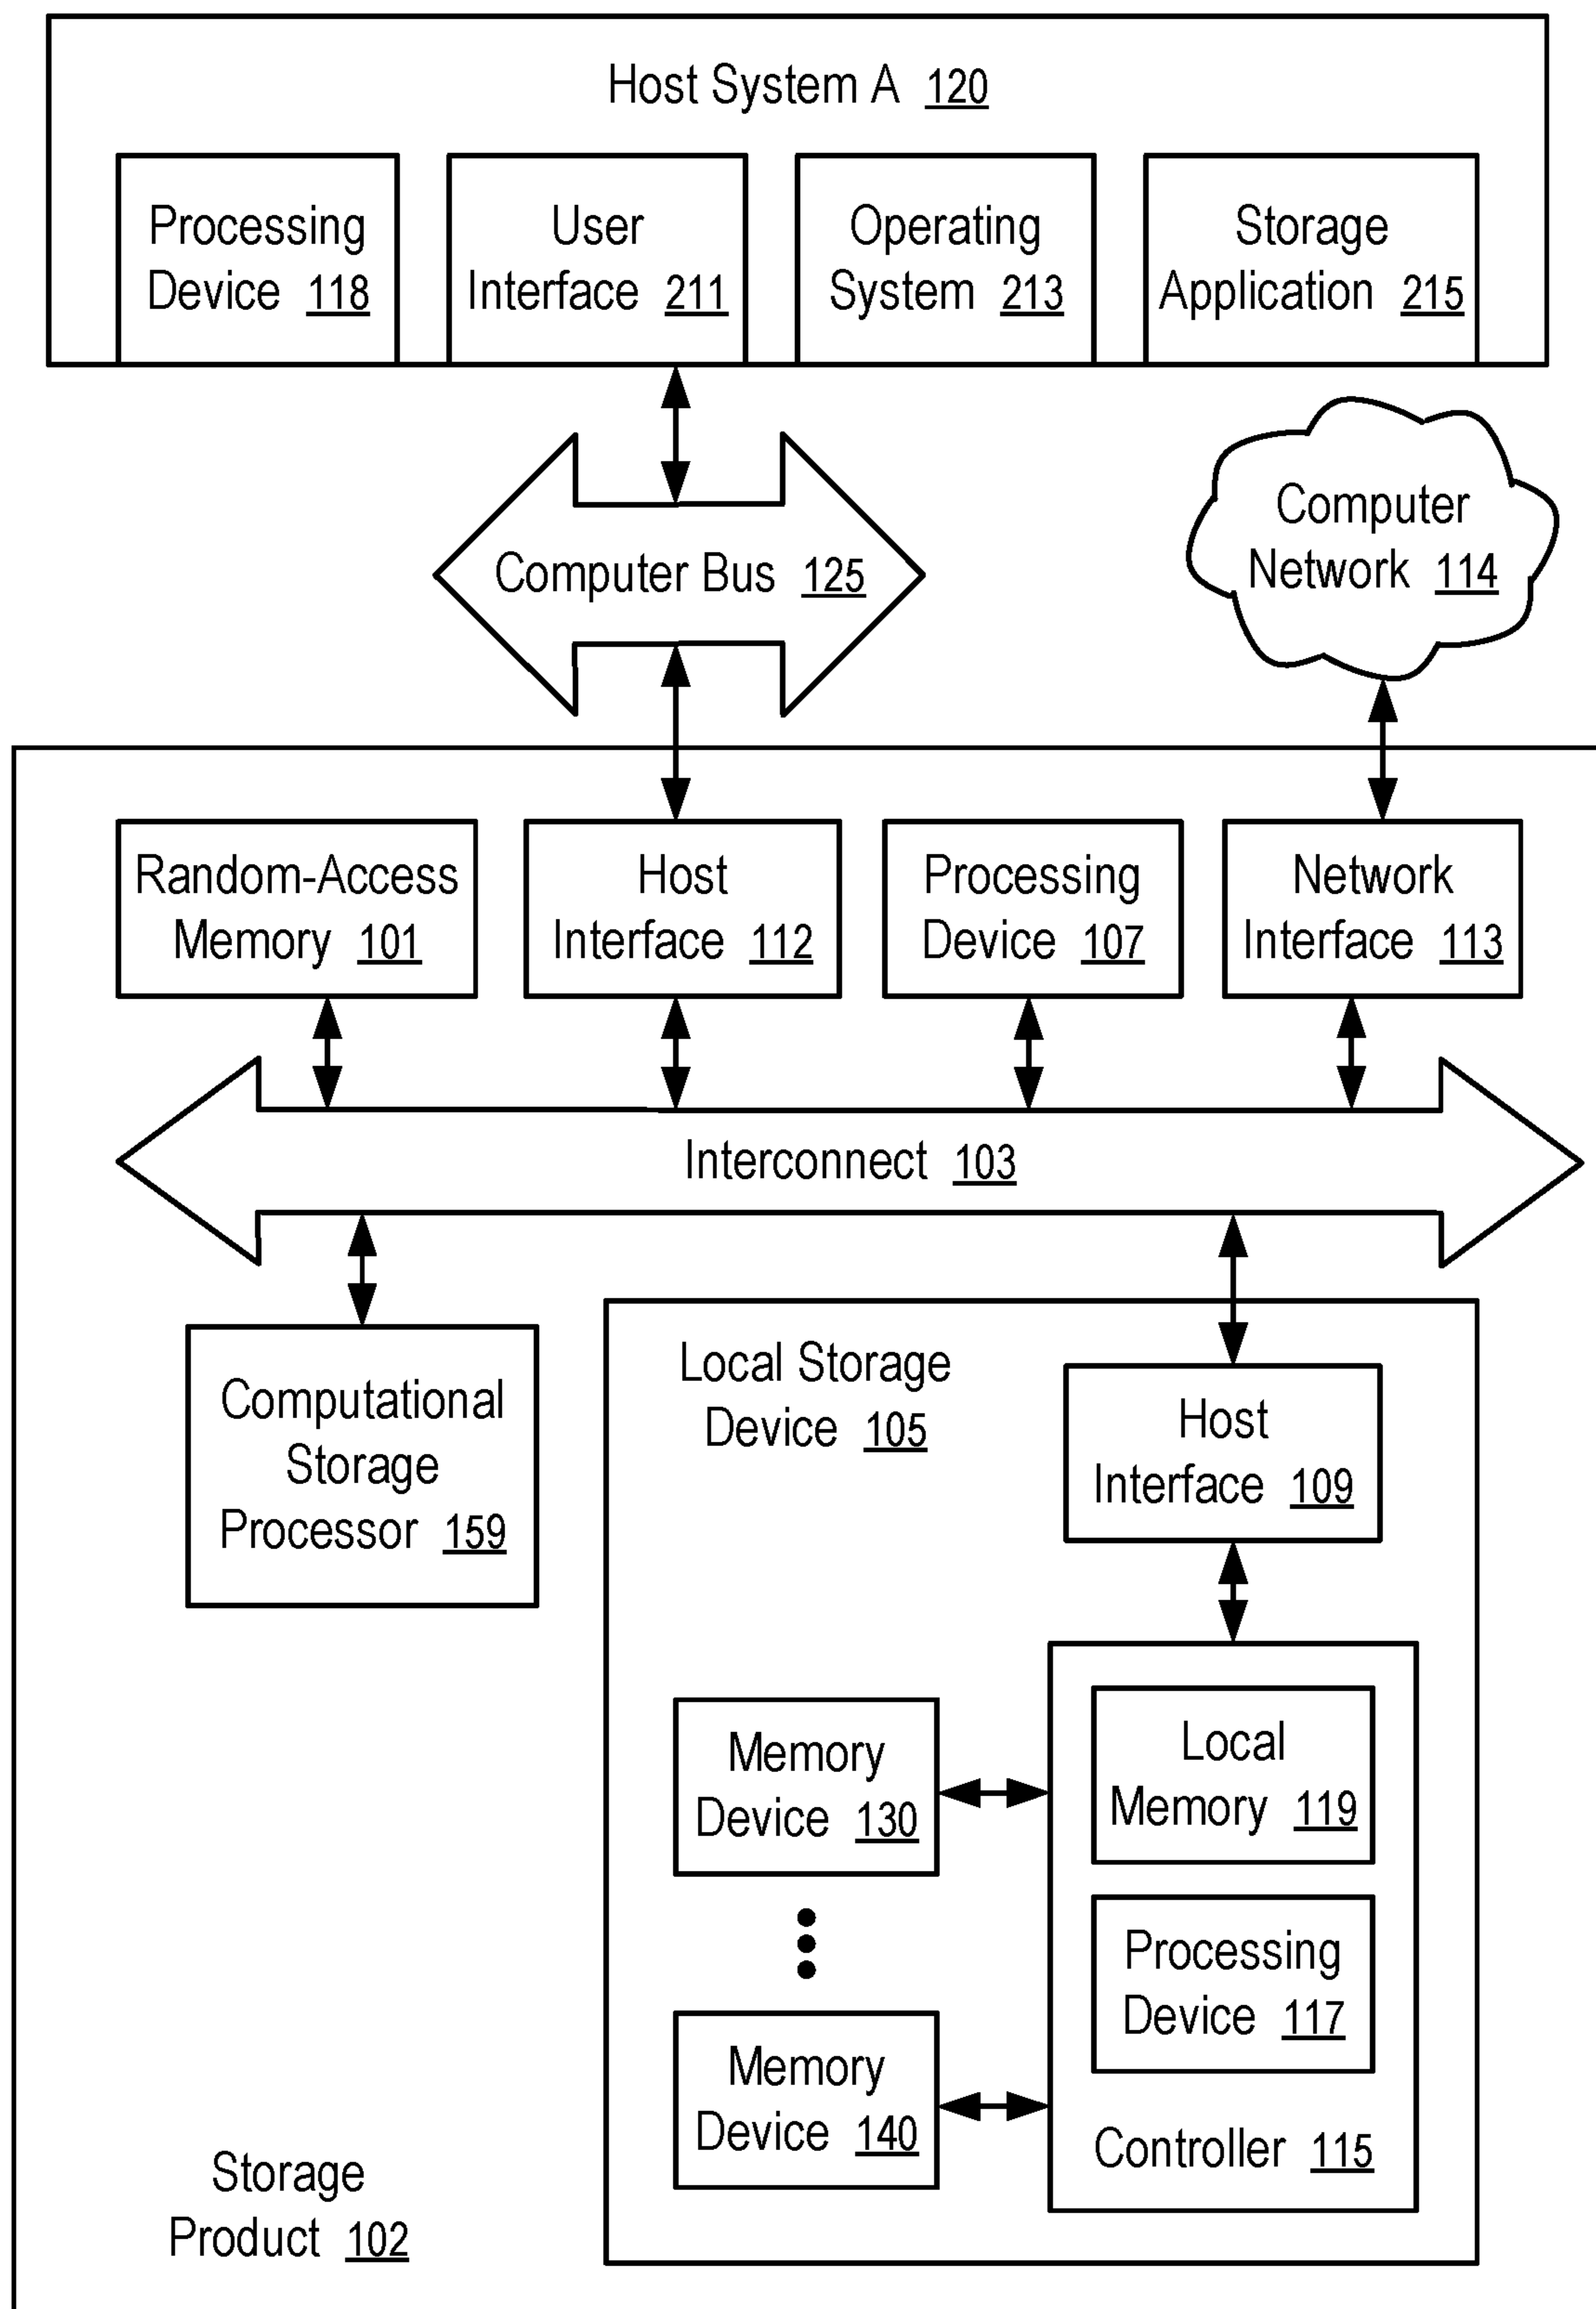 Host System A 120
Processing
Device 118
User
Interface 211
Operating
System 213
Storage
Application 215
Computer Bus 125
Computer
Network 114
Random-Access
Memory 101
Host
Interface 112
Processing
Device 107
Network
Interface 113
Interconnect 103
Computational
Storage
Processor 159
Local Storage
Device 105
Host
Interface 109
Memory
Device 130
Local
Memory 119
Processing
Device 117
Memory
Device 140
Controller 115
Storage
Product 102